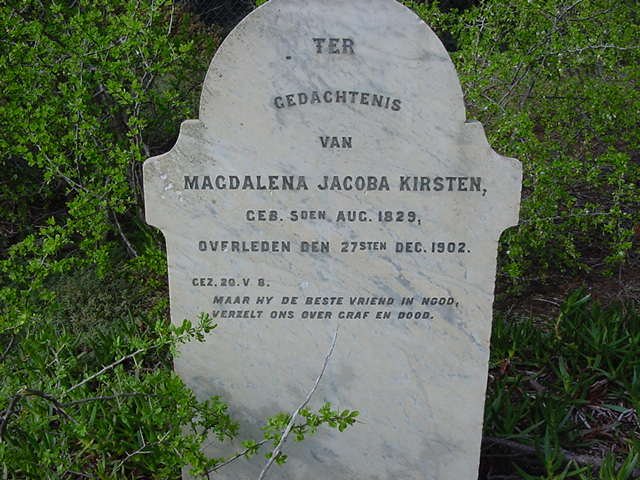 TER
GEDACHTENIS
VAN
MAGDALENA JACOBA KIRSTEN,
GEB. 5DEN AUG. 1829,
OVERLEDEN DEN 27STEN DEC. 1902.
GEZ. 20. V 8.
MAAR HY DE BESTE VRIEND IN NOOD,
VERZELT ONS OVER GRAF EN DOOD.